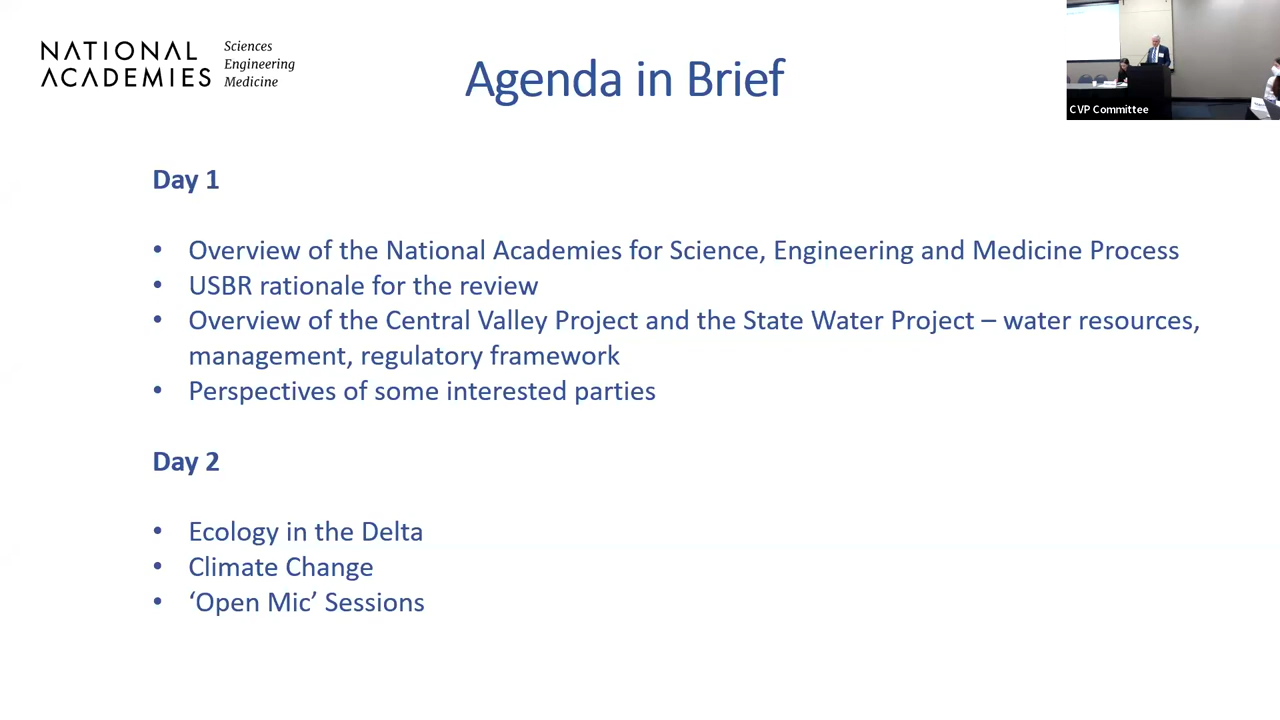 NATIONAL
ACADEMIES
Sciences
Engineering
Medicine
Agenda in Brief
CVP Committee
Day 1
• Overview of the National Academies for Science, Engineering and Medicine Process
• USBR rationale for the review
• Overview of the Central Valley Project and the State Water Project – water resources,
management, regulatory framework
• Perspectives of some interested parties
Day 2
• Ecology in the Delta
• Climate Change
• ‘Open Mic’ Sessions